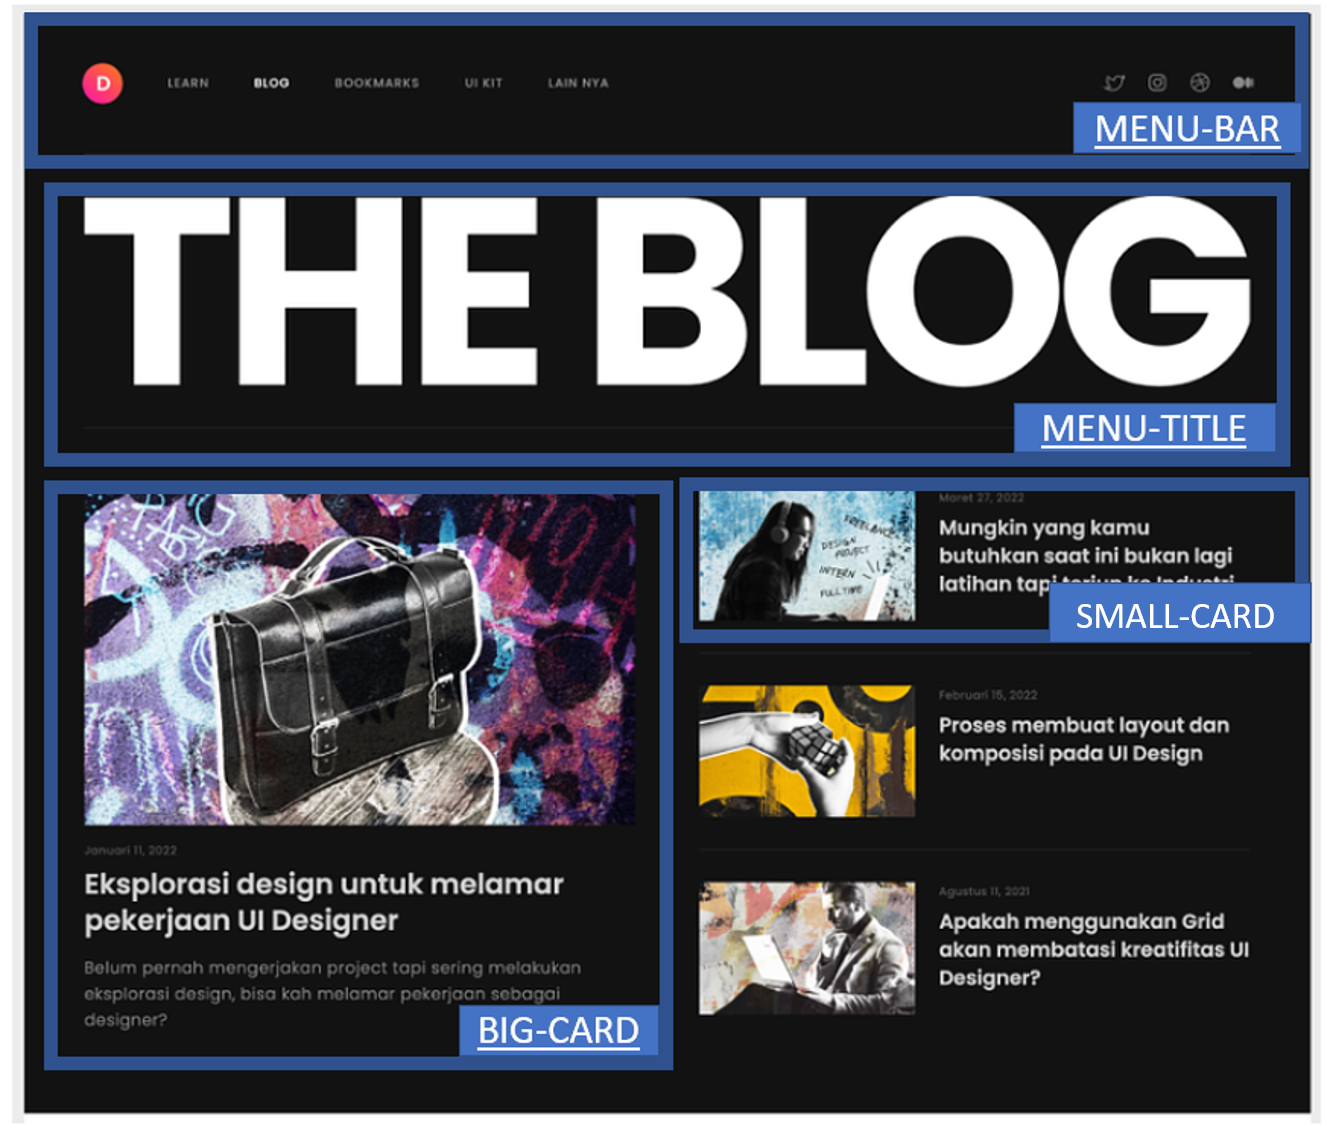 D LEARN BLOG BOOKMARKS UI KIT LAIN NYA
MENU-BAR
THE BLOG
MENU-TITLE
Januari 11, 2022
Eksplorasi design untuk melamar
pekerjaan UI Designer
Belum pernah mengerjakan project tapi sering melakukan
eksplorasi design, bisa kah melamar pekerjaan sebagai
designer?
BIG-CARD
FREELANCE
DESIGN
PROJECT
INTERN
FULL TIME
Maret 27, 2022
Mungkin yang kamu
butuhkan saat ini bukan lagi
latihan tapi terjun ke Industri
SMALL-CARD
Februari 15, 2022
Proses membuat layout dan
komposisi pada UI Design
Agustus 11, 2021
Apakah menggunakan Grid
akan membatasi kreatifitas UI
Designer?